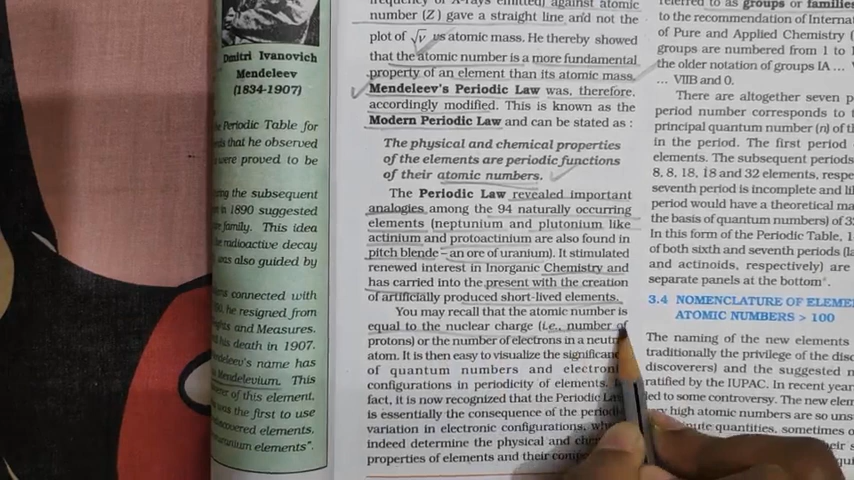 Dmitri Ivanovich
Mendeleev
(1834-1907)
he Periodic Table for
that he observed
were proved to be
the subsequent
in 1890 suggested
family. This idea
radioactive decay
was also guided by
connected with
he resigned from
and Measures.
his death in 1907.
name has
Mendelevium. This
of this element,
was the first to use
elements.
elements".
frequency of X-rays emitted) against atomic
number (Z) gave a straight line and not the
plot of √ν vs atomic mass. He thereby showed
that the atomic number is a more fundamental
property of an element than its atomic mass.
Mendeleev's Periodic Law was, therefore,
accordingly modified. This is known as the
Modern Periodic Law and can be stated as :
The physical and chemical properties
of the elements are periodic functions
of their atomic numbers.
The Periodic Law revealed important
analogies among the 94 naturally occurring
elements (neptunium and plutonium like
actinium and protoactinium are also found in
pitch blende – an ore of uranium). It stimulated
renewed interest in Inorganic Chemistry and
has carried into the present with the creation
of artificially produced short-lived elements.
You may recall that the atomic number is
equal to the nuclear charge (i.e., number of
protons) or the number of electrons in a
atom. It is then easy to visualize the
of quantum numbers and
configurations in periodicity of elements.
fact, it is now recognized that the Periodic
is essentially the consequence of the
variation in electronic configurations,
indeed determine the physical and
properties of elements and their
referred to as groups or families
to the recommendation of
of Pure and Applied Chemistry (
groups are numbered from 1 to 1
the older notation of groups IA ...
... VIIB and 0.
There are altogether seven p
period number corresponds to
principal quantum number (n) of th
in the period. The first period
elements. The subsequent periods
8, 8, 18, 18 and 32 elements,
seventh period is incomplete and li
period would have a theoretical ma
the basis of quantum numbers) of 3
In this form of the Periodic Table, 1
of both sixth and seventh periods (la
and actinoids, respectively) are
separate panels at the bottom*.
3.4 NOMENCLATURE OF
ATOMIC NUMBERS > 100
The naming of the new elements
traditionally the privilege of the
discoverers) and the suggested n
ratified by the IUPAC. In recent year
to some controversy. The new
high atomic numbers are so
quantities, sometimes o